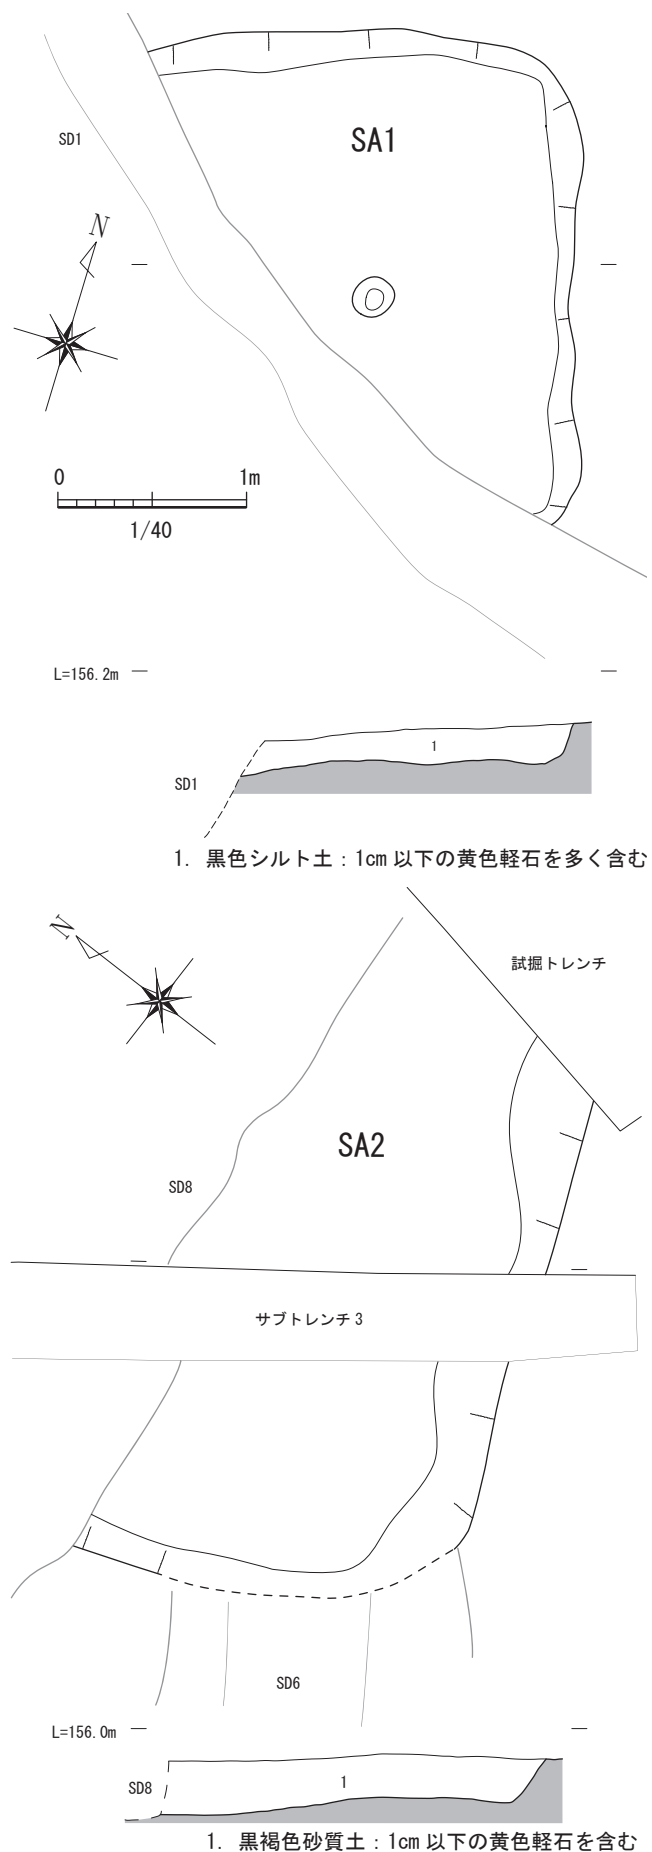 SD1
SA1
N
0 1m
1/40
L=156.2m
1
SD1
1. 黒色シルト土：1cm 以下の黄色軽石を多く含む
N
試掘トレンチ
SA2
SD8
サブトレンチ 3
SD6
L=156.0m
SD8
1
1. 黒褐色砂質土：1cm 以下の黄色軽石を含む